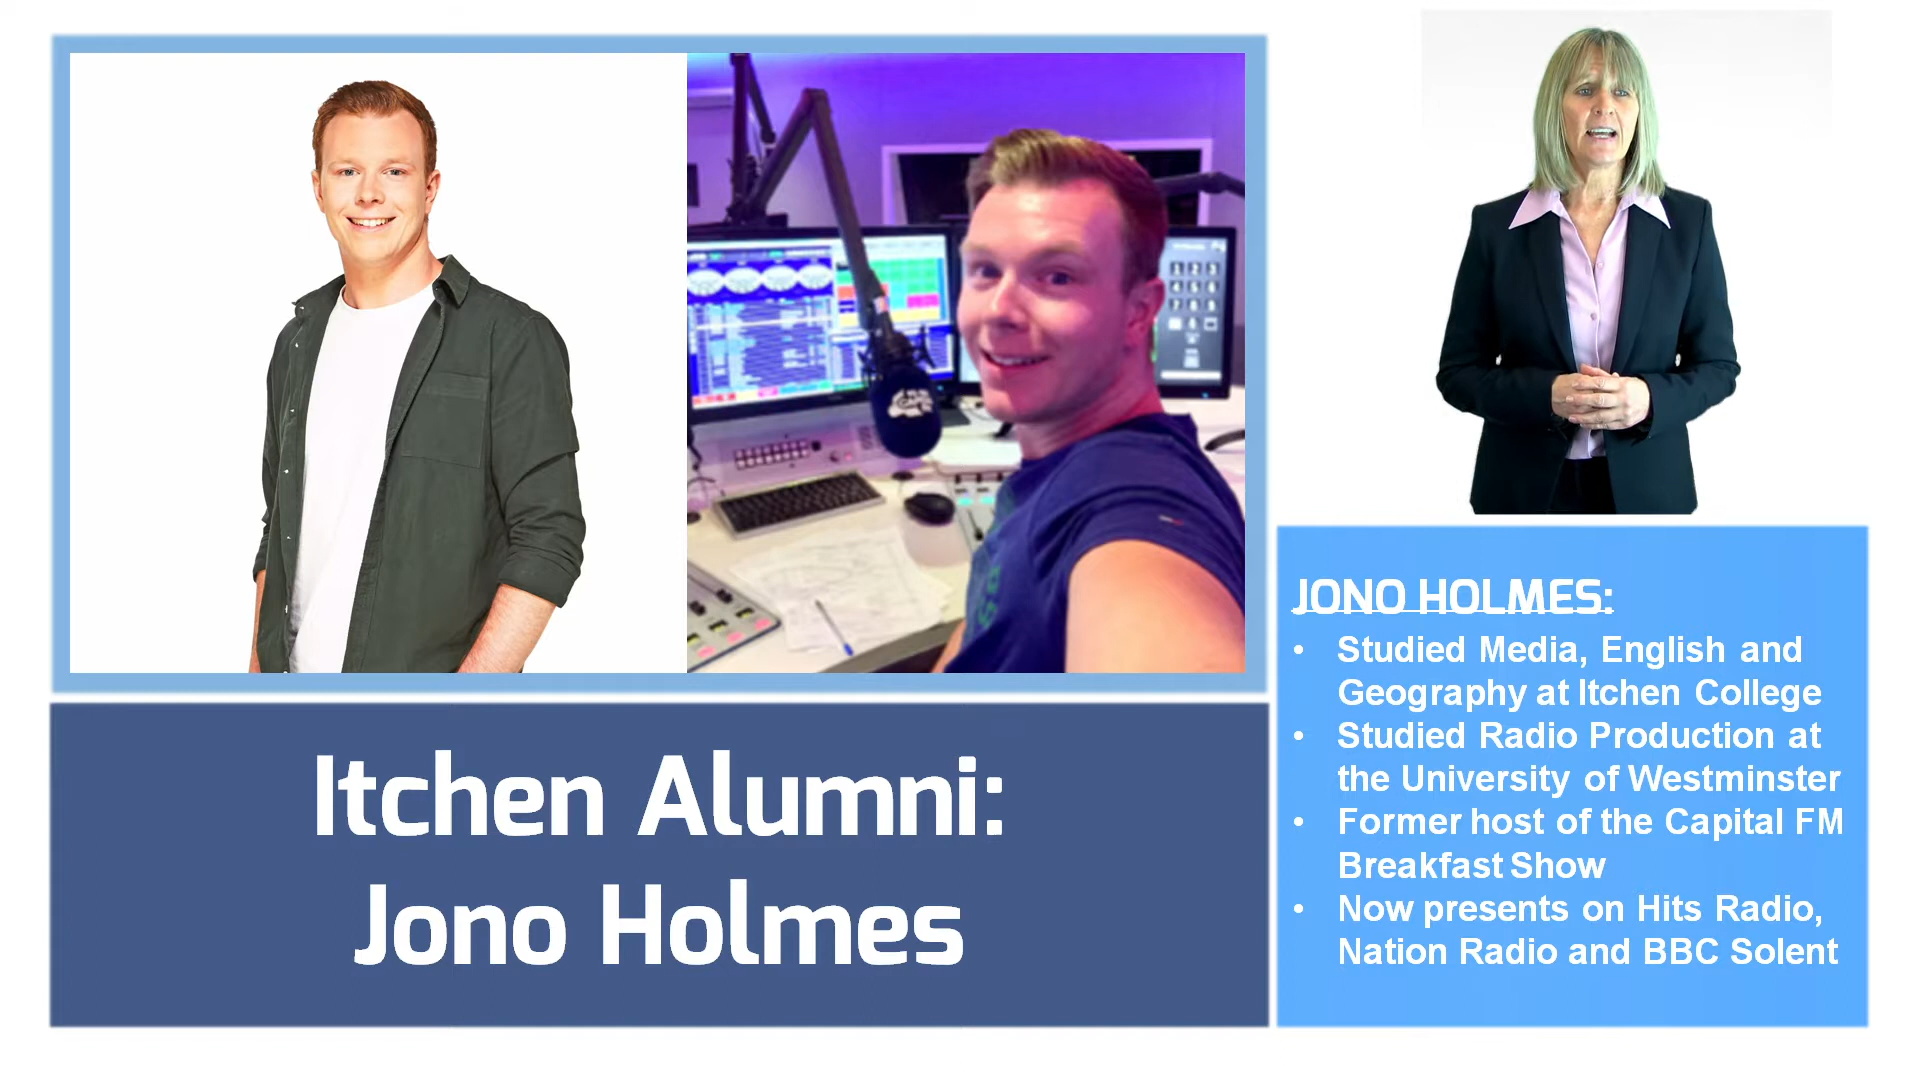 Itchen Alumni:
Jono Holmes
JONO HOLMES:
• Studied Media, English and
Geography at Itchen College
• Studied Radio Production at
the University of Westminster
• Former host of the Capital FM
Breakfast Show
• Now presents on Hits Radio,
Nation Radio and BBC Solent